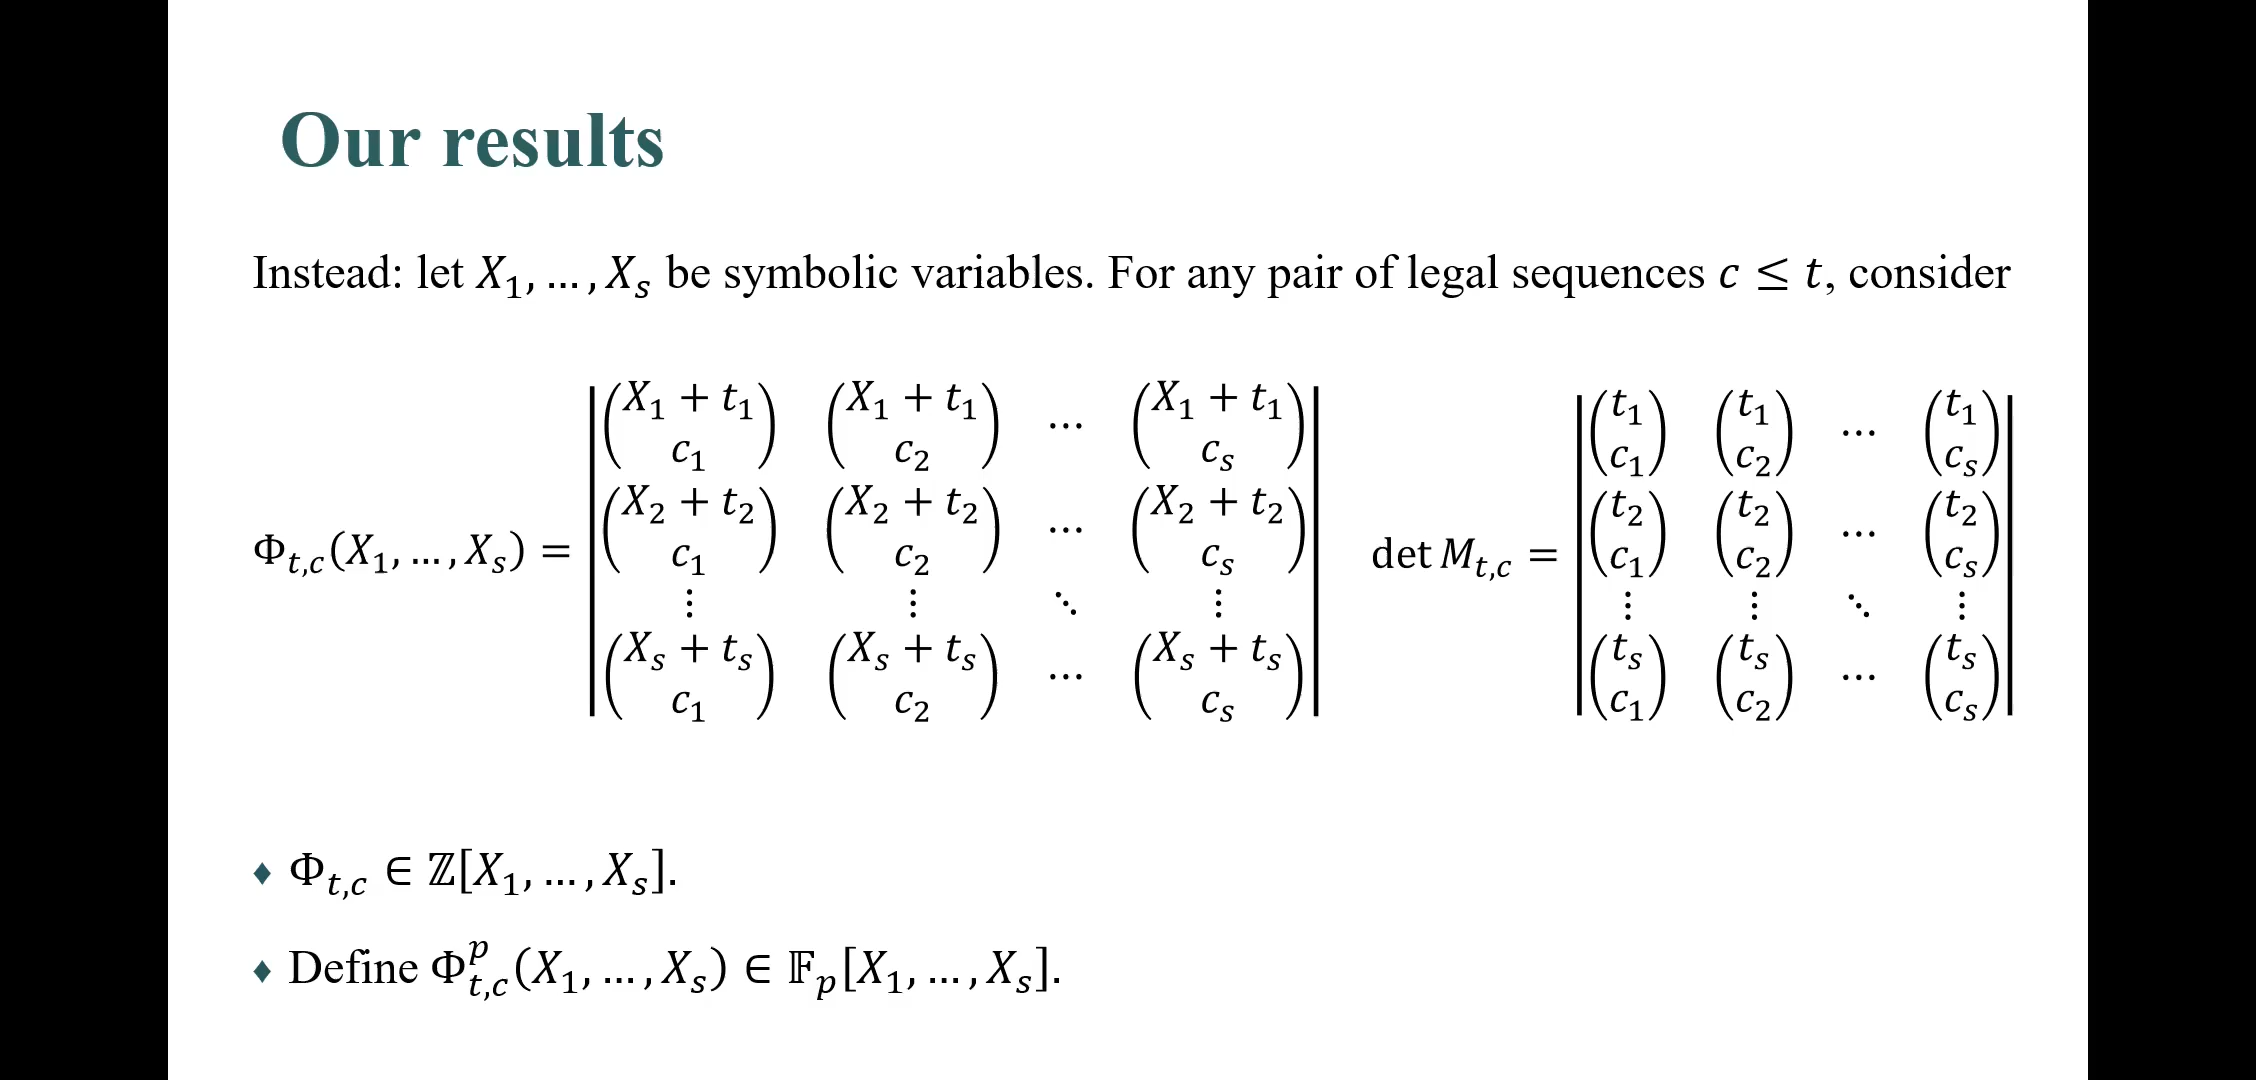 Our results
Instead: let X₁, … , Xₛ be symbolic variables. For any pair of legal sequences c ≤ t, consider
$\Phi_{t,c}(X_1, \dots, X_s) = \begin{vmatrix} \binom{X_1+t_1}{c_1} & \binom{X_1+t_1}{c_2} & \cdots & \binom{X_1+t_1}{c_s} \\ \binom{X_2+t_2}{c_1} & \binom{X_2+t_2}{c_2} & \cdots & \binom{X_2+t_2}{c_s} \\ \vdots & \vdots & \ddots & \vdots \\ \binom{X_s+t_s}{c_1} & \binom{X_s+t_s}{c_2} & \cdots & \binom{X_s+t_s}{c_s} \end{vmatrix}$ $\det M_{t,c} = \begin{vmatrix} \binom{t_1}{c_1} & \binom{t_1}{c_2} & \cdots & \binom{t_1}{c_s} \\ \binom{t_2}{c_1} & \binom{t_2}{c_2} & \cdots & \binom{t_2}{c_s} \\ \vdots & \vdots & \ddots & \vdots \\ \binom{t_s}{c_1} & \binom{t_s}{c_2} & \cdots & \binom{t_s}{c_s} \end{vmatrix}$
♦ $\Phi_{t,c} \in \mathbb{Z}[X_1, \dots, X_s]$.
♦ Define $\Phi_{t,c}^{p}(X_1, \dots, X_s) \in \mathbb{F}_p[X_1, \dots, X_s]$.